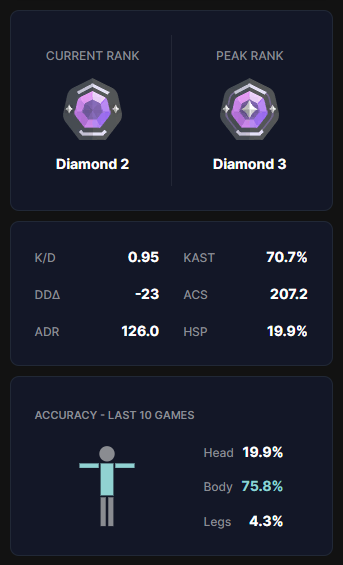 CURRENT RANK PEAK RANK
Diamond 2 Diamond 3
K/D 0.95 KAST 70.7%
DDΔ -23 ACS 207.2
ADR 126.0 HSP 19.9%
ACCURACY - LAST 10 GAMES
Head 19.9%
Body 75.8%
Legs 4.3%